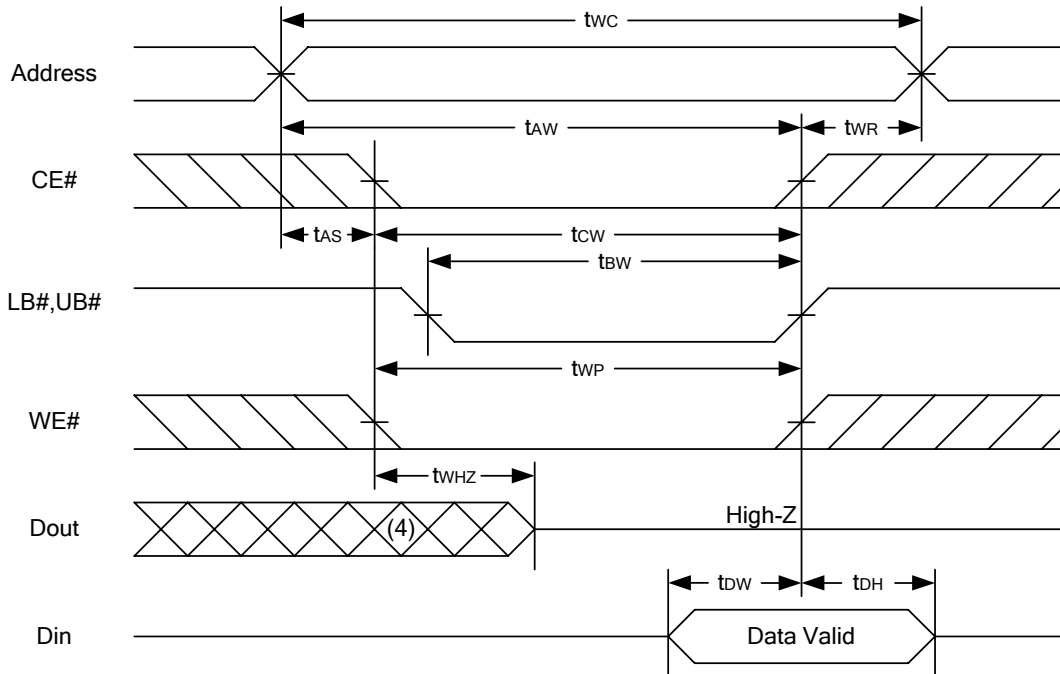 tWC
Address
tAW
tWR
CE#
tAS
tCW
tBW
LB#,UB#
tWP
WE#
tWHZ
Dout
(4)
High-Z
tDW
tDH
Din
Data Valid